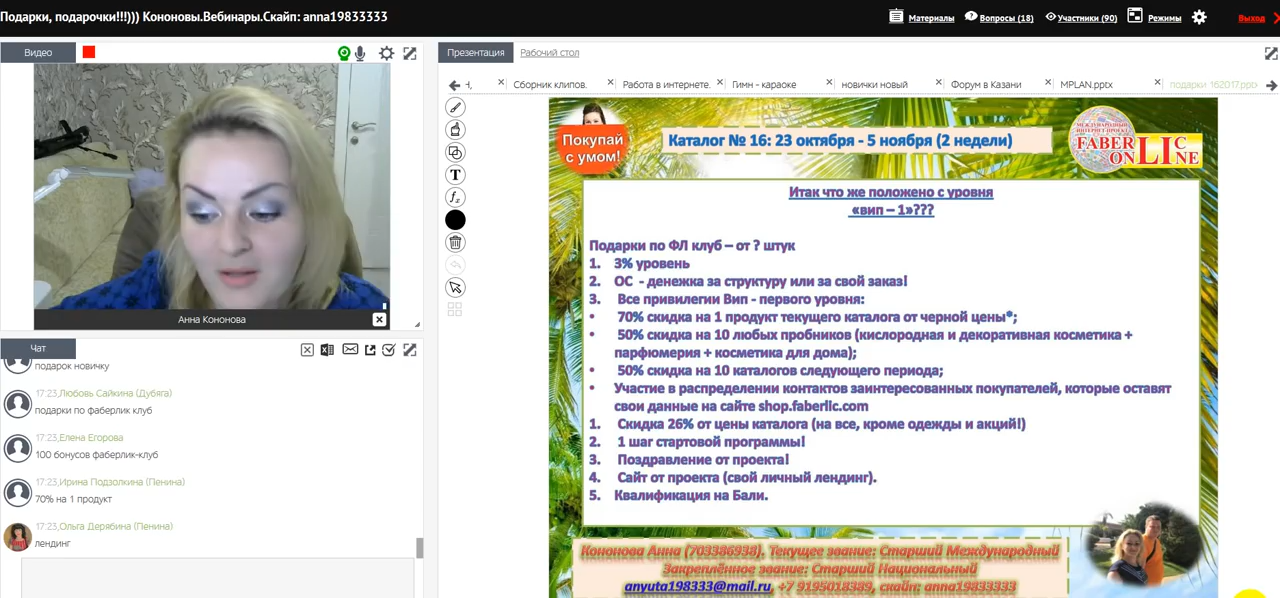 Подарки, подарочки!!!))) Кононовы.Вебинары.Скайп: anna19833333
Материалы
Вопросы (18)
Участники (90)
Режимы
Выход
Видео
Анна Кононова
Чат
подарок новичку
17:23,Любовь Сайкина (Дубяга)
подарки по фаберлик клуб
17:23,Елена Егорова
100 бонусов фаберлик-клуб
17:23,Ирина Подзолкина (Пенина)
70% на 1 продукт
17:23,Ольга Дерябина (Пенина)
лендинг
Презентация
Рабочий стол
Сборник клипов.
Работа в интернете.
Гимн - караоке
новички новый
Форум в Казани
MPLAN.pptx
подарки 162017.pptx
Покупай
с умом!
Каталог № 16: 23 октября - 5 ноября (2 недели)
МЕЖДУНАРОДНЫЙ
ИНТЕРНЕТ-ПРОЕКТ
FABERLIC
ONLINE
Итак что же положено с уровня
«вип – 1»???
Подарки по ФЛ клуб – от ? штук
1. 3% уровень
2. ОС - денежка за структуру или за свой заказ!
3. Все привилегии Вип - первого уровня:
• 70% скидка на 1 продукт текущего каталога от черной цены*;
• 50% скидка на 10 любых пробников (кислородная и декоративная косметика +
парфюмерия + косметика для дома);
• 50% скидка на 10 каталогов следующего периода;
• Участие в распределении контактов заинтересованных покупателей, которые оставят
свои данные на сайте shop.faberlic.com
1. Скидка 26% от цены каталога (на все, кроме одежды и акций!)
2. 1 шаг стартовой программы!
3. Поздравление от проекта!
4. Сайт от проекта (свой личный лендинг).
5. Квалификация на Бали.
Кононова Анна (703386938). Текущее звание: Старший Международный
Закреплённое звание: Старший Национальный
anyuta198333@mail.ru, +7 9195018389, скайп: anna19833333